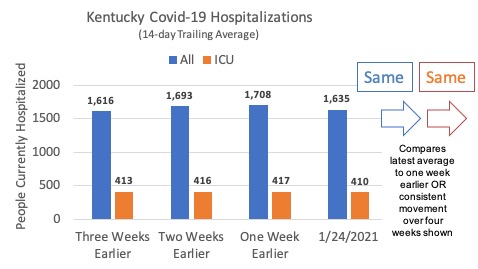 Kentucky Covid-19 Hospitalizations
(14-day Trailing Average)
All ICU
People Currently Hospitalized
2000
1500
1000
500
0
1,616
413
1,693
416
1,708
417
1,635
410
Three Weeks
Earlier
Two Weeks
Earlier
One Week
Earlier
1/24/2021
Same
Same
Compares
latest average
to one week
earlier OR
consistent
movement
over four
weeks shown